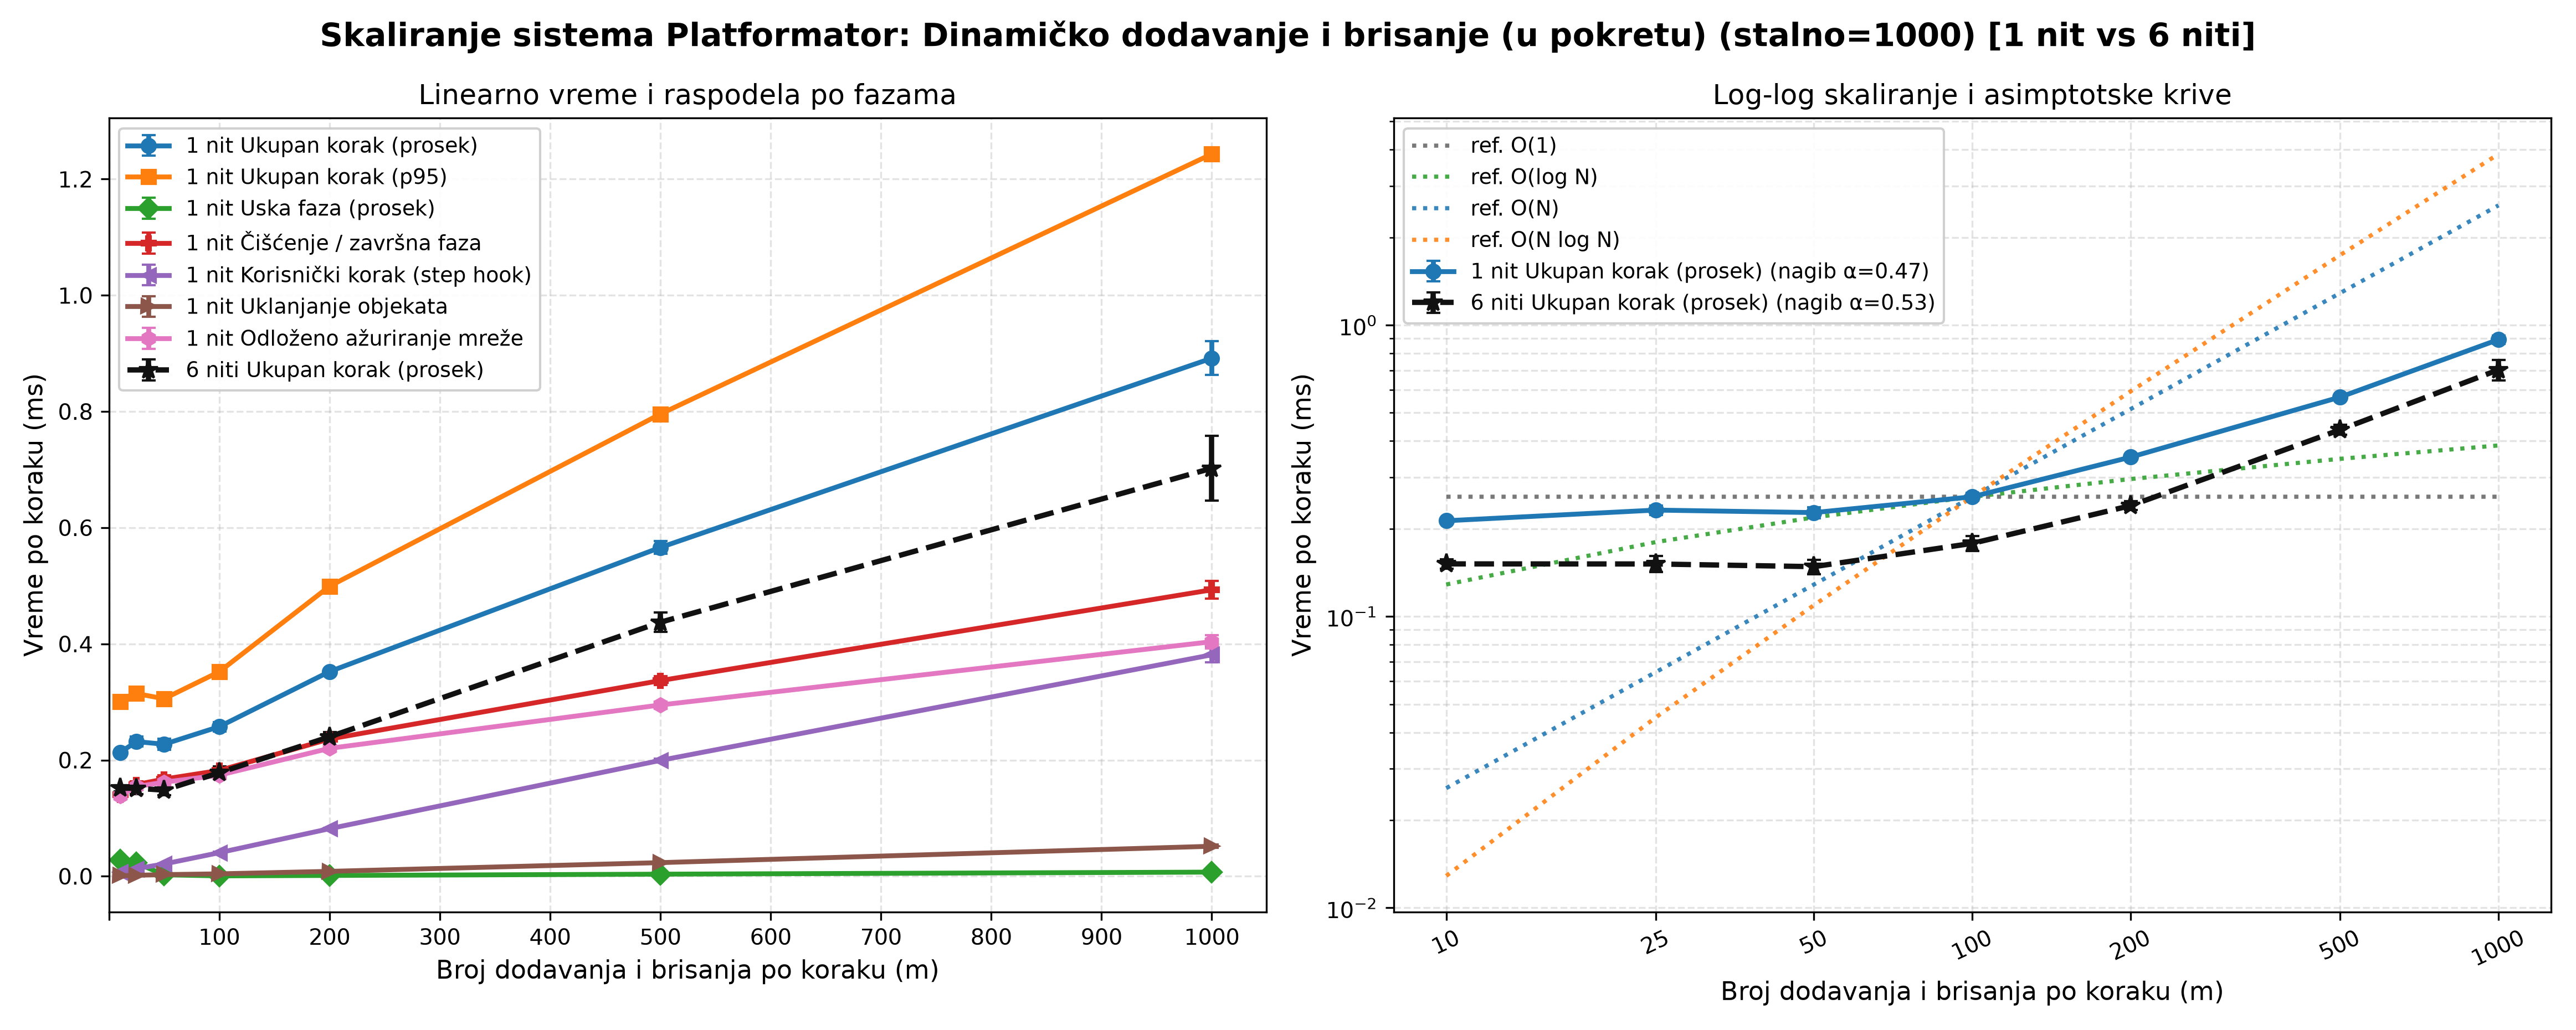 Skaliranje sistema Platformator: Dinamičko dodavanje i brisanje (u pokretu) (stalno=1000) [1 nit vs 6 niti]
Linearno vreme i raspodela po fazama
Vreme po koraku (ms)
1.2
1.0
0.8
0.6
0.4
0.2
0.0
1 nit Ukupan korak (prosek)
1 nit Ukupan korak (p95)
1 nit Uska faza (prosek)
1 nit Čišćenje / završna faza
1 nit Korisnički korak (step hook)
1 nit Uklanjanje objekata
1 nit Odloženo ažuriranje mreže
6 niti Ukupan korak (prosek)
100 200 300 400 500 600 700 800 900 1000
Broj dodavanja i brisanja po koraku (m)
Log-log skaliranje i asimptotske krive
Vreme po koraku (ms)
10⁰
10⁻¹
10⁻²
ref. O(1)
ref. O(log N)
ref. O(N)
ref. O(N log N)
1 nit Ukupan korak (prosek) (nagib α=0.47)
6 niti Ukupan korak (prosek) (nagib α=0.53)
10 25 50 100 200 500 1000
Broj dodavanja i brisanja po koraku (m)